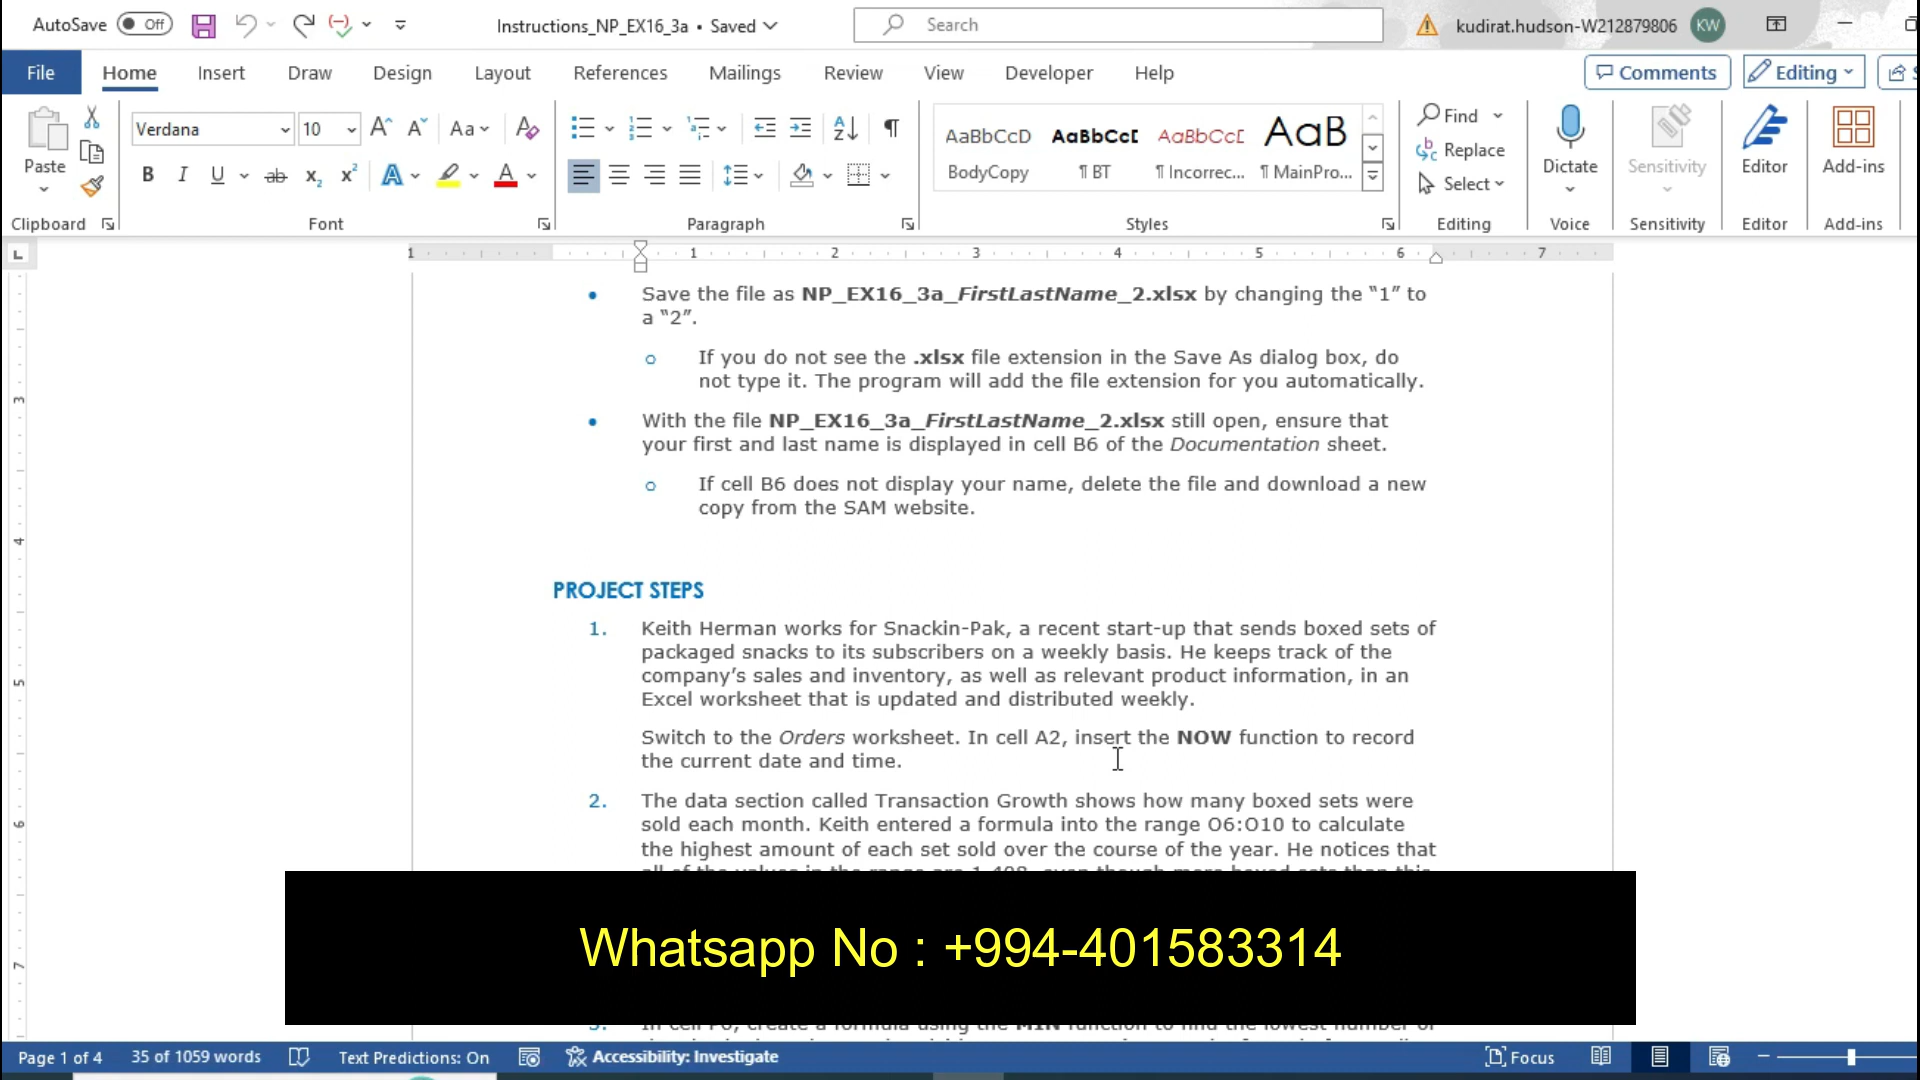 AutoSave Off Instructions_NP_EX16_3a • Saved Search kudirat.hudson-W212879806 KW
File Home Insert Draw Design Layout References Mailings Review View Developer Help Comments Editing
Paste Verdana 10 Aa AaBbCcD AaBbCcD AaBbCcD AaB Find Replace Select Dictate Sensitivity Editor Add-ins
BodyCopy ¶ BT ¶ Incorrec... ¶ MainPro...
Clipboard Font Paragraph Styles Editing Voice Sensitivity Editor Add-ins
1 1 2 3 4 5 6 7
• Save the file as NP_EX16_3a_FirstLastName_2.xlsx by changing the “1” to
a “2”.
o If you do not see the .xlsx file extension in the Save As dialog box, do
not type it. The program will add the file extension for you automatically.
• With the file NP_EX16_3a_FirstLastName_2.xlsx still open, ensure that
your first and last name is displayed in cell B6 of the Documentation sheet.
o If cell B6 does not display your name, delete the file and download a new
copy from the SAM website.
PROJECT STEPS
1. Keith Herman works for Snackin-Pak, a recent start-up that sends boxed sets of
packaged snacks to its subscribers on a weekly basis. He keeps track of the
company’s sales and inventory, as well as relevant product information, in an
Excel worksheet that is updated and distributed weekly.
Switch to the Orders worksheet. In cell A2, insert the NOW function to record
the current date and time.
2. The data section called Transaction Growth shows how many boxed sets were
sold each month. Keith entered a formula into the range O6:O10 to calculate
the highest amount of each set sold over the course of the year. He notices that
Whatsapp No : +994-401583314
Page 1 of 4 35 of 1059 words Text Predictions: On Accessibility: Investigate Focus